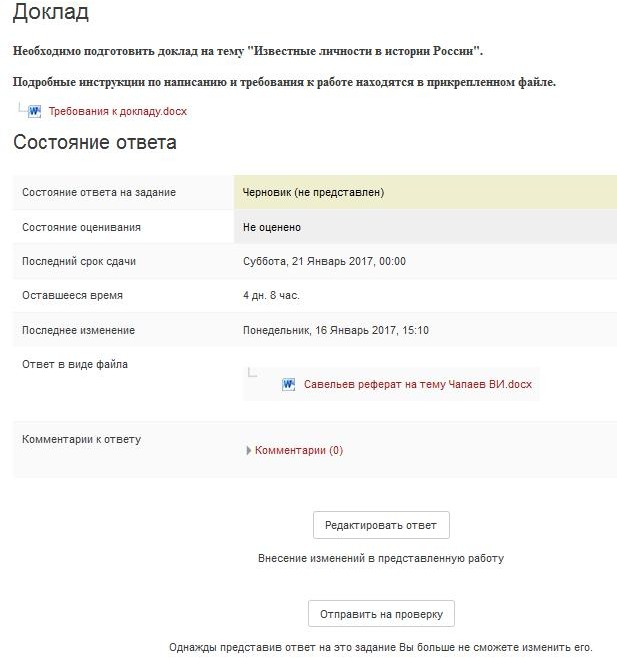 Доклад
Необходимо подготовить доклад на тему "Известные личности в истории России".
Подробные инструкции по написанию и требования к работе находятся в прикрепленном файле.
Требования к докладу.docx
Состояние ответа
Состояние ответа на задание Черновик (не представлен)
Состояние оценивания Не оценено
Последний срок сдачи Суббота, 21 Январь 2017, 00:00
Оставшееся время 4 дн. 8 час.
Последнее изменение Понедельник, 16 Январь 2017, 15:10
Ответ в виде файла
Савельев реферат на тему Чапаев ВИ.docx
Комментарии к ответу
Комментарии (0)
Редактировать ответ
Внесение изменений в представленную работу
Отправить на проверку
Однажды представив ответ на это задание Вы больше не сможете изменить его.